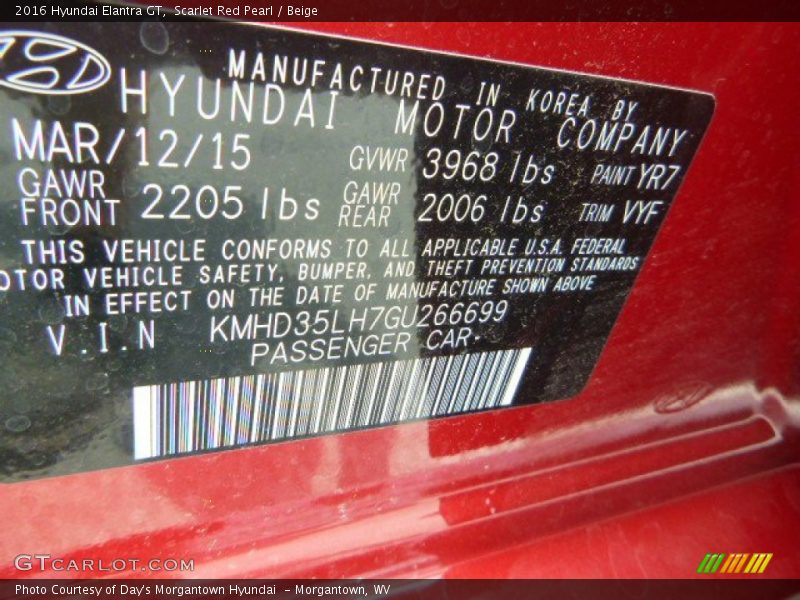 2016 Hyundai Elantra GT, Scarlet Red Pearl / Beige
MANUFACTURED IN KOREA BY
HYUNDAI MOTOR COMPANY
MAR/12/15 GVWR 3968 lbs PAINT YR7
GAWR FRONT 2205 lbs GAWR REAR 2006 lbs TRIM VYF
THIS VEHICLE CONFORMS TO ALL APPLICABLE U.S.A. FEDERAL
OTOR VEHICLE SAFETY, BUMPER, AND THEFT PREVENTION STANDARDS
IN EFFECT ON THE DATE OF MANUFACTURE SHOWN ABOVE
V.I.N KMHD35LH7GU266699
PASSENGER CAR
GTCARLOT.COM
Photo Courtesy of Day's Morgantown Hyundai - Morgantown, WV